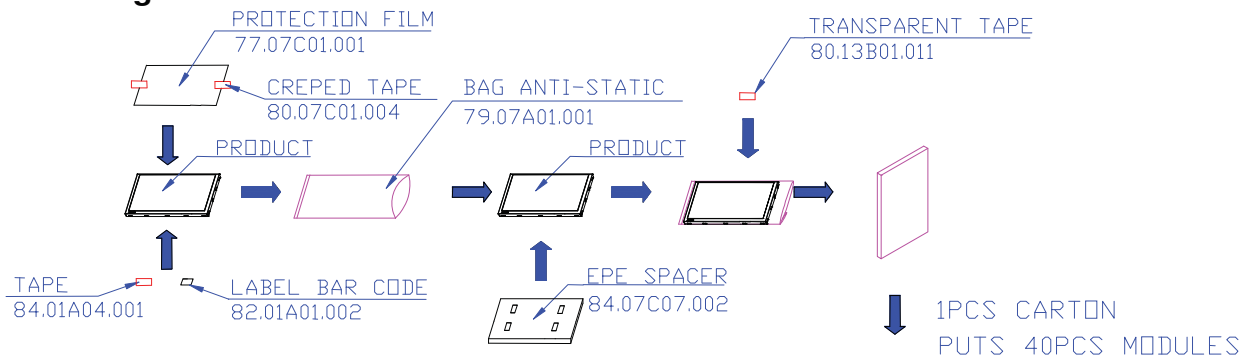 PROTECTION FILM
77.07C01.001
CREPED TAPE
80.07C01.004
BAG ANTI-STATIC
79.07A01.001
TRANSPARENT TAPE
80.13B01.011
PRODUCT
PRODUCT
TAPE
84.01A04.001
LABEL BAR CODE
82.01A01.002
EPE SPACER
84.07C07.002
1PCS CARTON
PUTS 40PCS MODULES